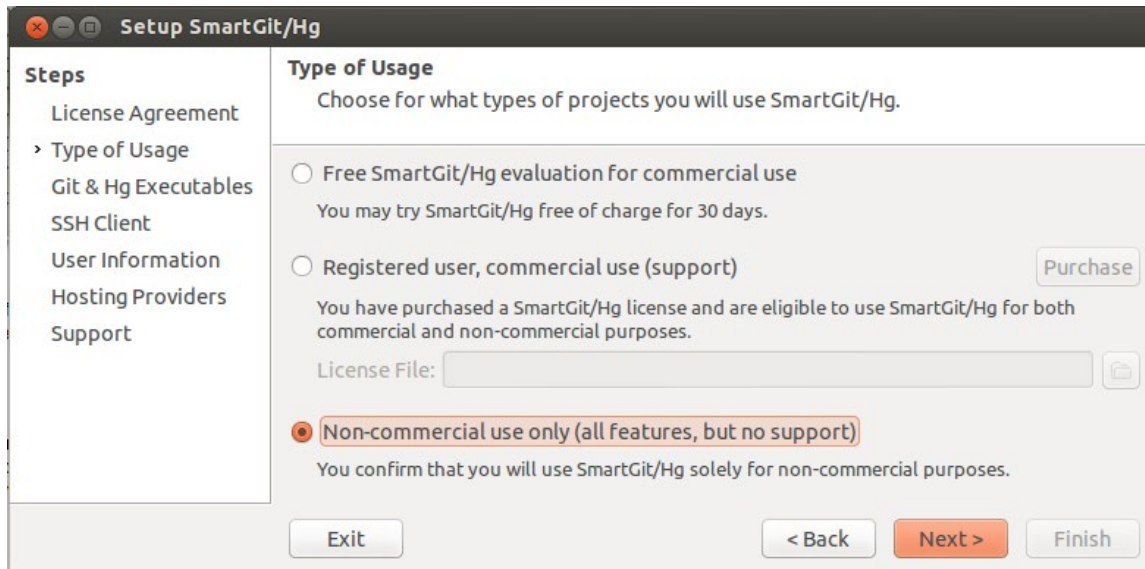 Setup SmartGit/Hg
Steps
License Agreement
Type of Usage
Git & Hg Executables
SSH Client
User Information
Hosting Providers
Support
Type of Usage
Choose for what types of projects you will use SmartGit/Hg.
Free SmartGit/Hg evaluation for commercial use
You may try SmartGit/Hg free of charge for 30 days.
Registered user, commercial use (support)
Purchase
You have purchased a SmartGit/Hg license and are eligible to use SmartGit/Hg for both
commercial and non-commercial purposes.
License File:
Non-commercial use only (all features, but no support)
You confirm that you will use SmartGit/Hg solely for non-commercial purposes.
Exit
< Back
Next >
Finish